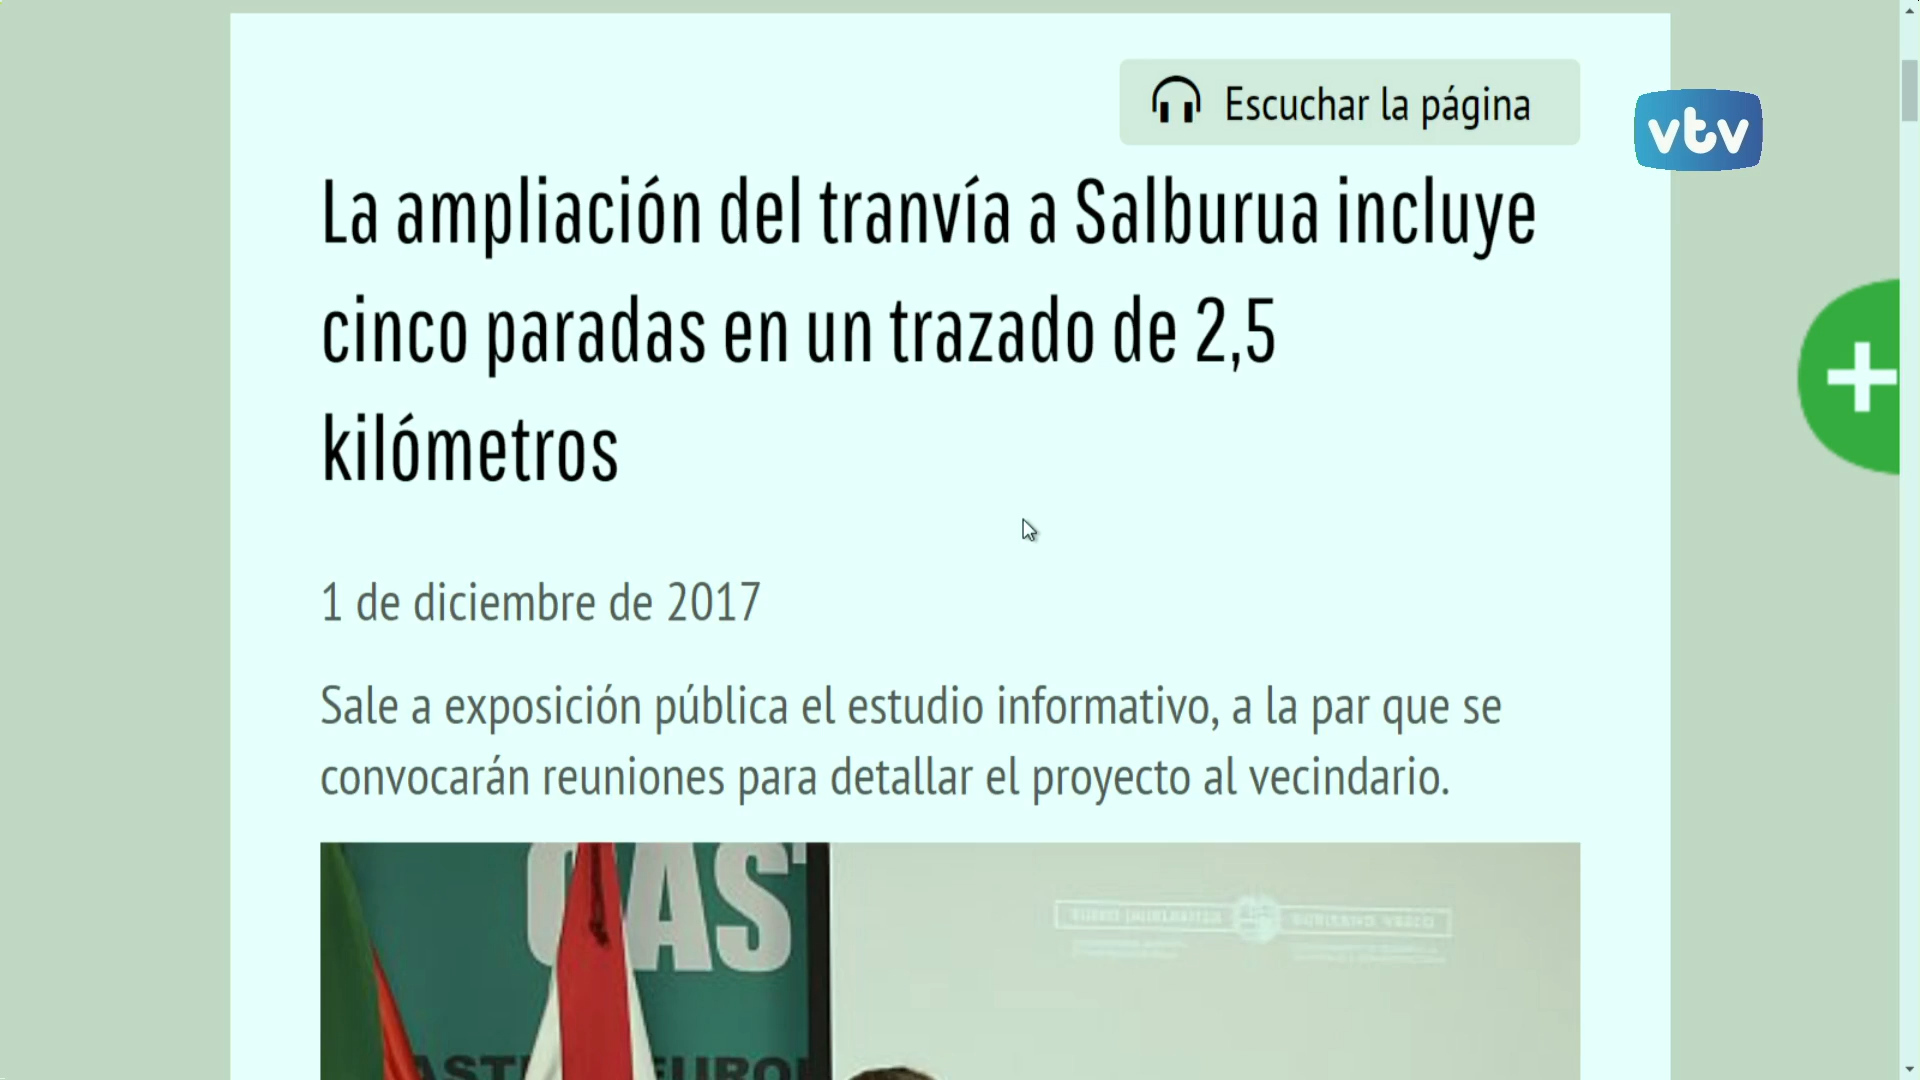 Escuchar la página
vtv
La ampliación del tranvía a Salburua incluye
cinco paradas en un trazado de 2,5
kilómetros
1 de diciembre de 2017
Sale a exposición pública el estudio informativo, a la par que se
convocarán reuniones para detallar el proyecto al vecindario.